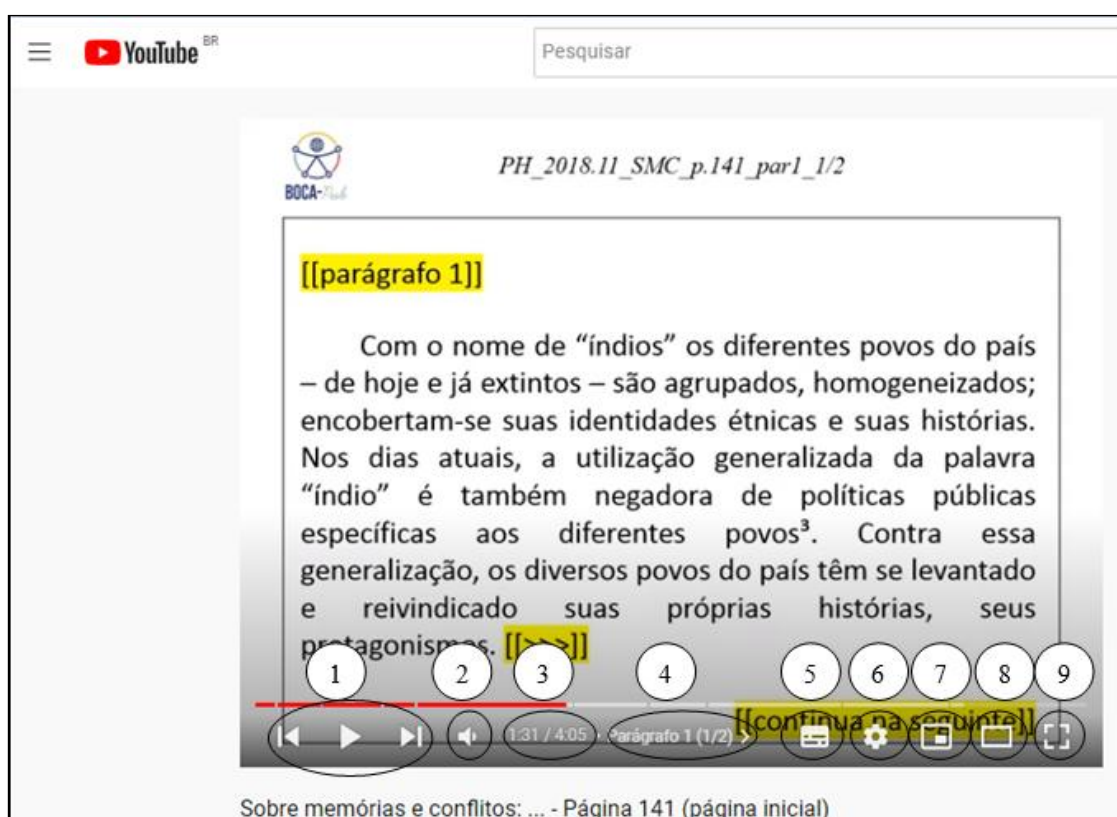 YouTube BR
Pesquisar
BOCA-Pub
PH_2018.11_SMC_p.141_par1_1/2
[[parágrafo 1]]
Com o nome de “índios” os diferentes povos do país
– de hoje e já extintos – são agrupados, homogeneizados;
encobertam-se suas identidades étnicas e suas histórias.
Nos dias atuais, a utilização generalizada da palavra
“índio” é também negadora de políticas públicas
específicas aos diferentes povos³. Contra essa
generalização, os diversos povos do país têm se levantado
e reivindicado suas próprias histórias, seus
protagonismos. [[>>>]]
1 2 3 4 5 6 7 8 9
[[continua na seguinte]]
1:31 / 4:05 • Parágrafo 1 (1/2) >
Sobre memórias e conflitos: ... - Página 141 (página inicial)